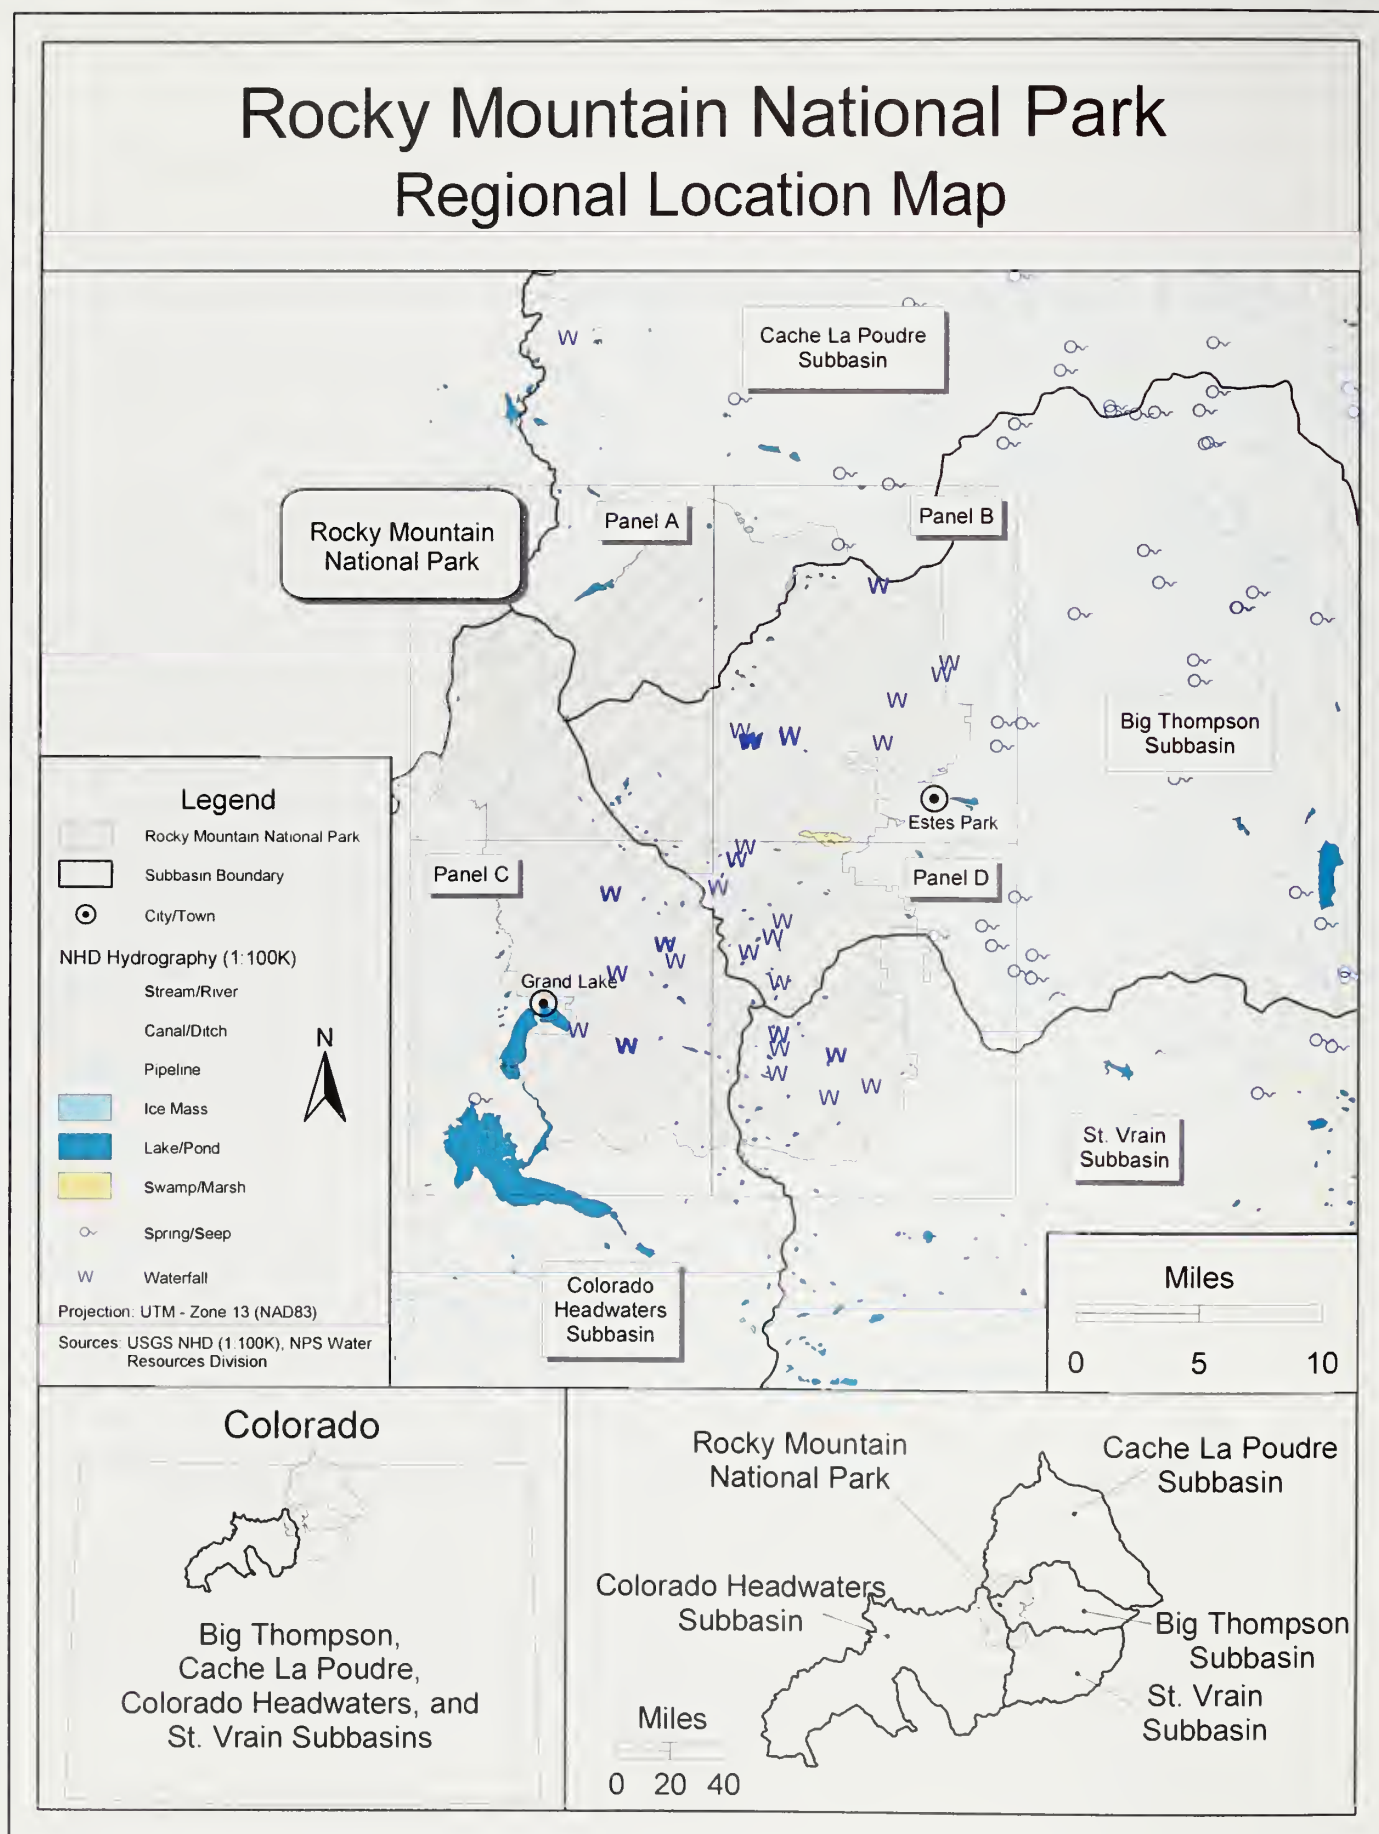 Rocky Mountain National Park
Regional Location Map
Cache La Poudre
Subbasin
Rocky Mountain
National Park
Panel A
Panel B
Big Thompson
Subbasin
Estes Park
Panel C
Panel D
Grand Lake
St. Vrain
Subbasin
Colorado
Headwaters
Subbasin
Legend
Rocky Mountain National Park
Subbasin Boundary
City/Town
NHD Hydrography (1:100K)
Stream/River
Canal/Ditch
Pipeline
Ice Mass
Lake/Pond
Swamp/Marsh
Spring/Seep
W Waterfall
N
Projection: UTM - Zone 13 (NAD83)
Sources: USGS NHD (1:100K), NPS Water
Resources Division
Miles
0 5 10
Colorado
Big Thompson,
Cache La Poudre,
Colorado Headwaters, and
St. Vrain Subbasins
Rocky Mountain
National Park
Cache La Poudre
Subbasin
Colorado Headwaters
Subbasin
Big Thompson
Subbasin
St. Vrain
Subbasin
Miles
0 20 40